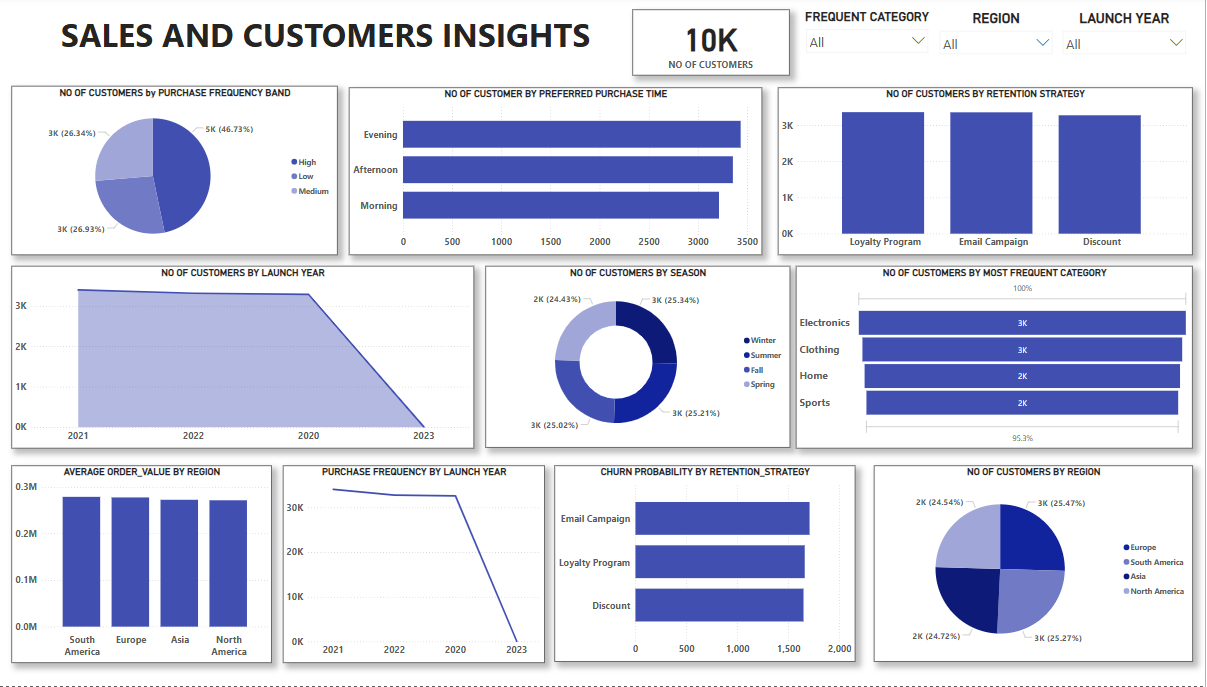 SALES AND CUSTOMERS INSIGHTS
10K
NO OF CUSTOMERS
FREQUENT CATEGORY
All
REGION
All
LAUNCH YEAR
All
NO OF CUSTOMERS by PURCHASE FREQUENCY BAND
3K (26.34%)
5K (46.73%)
3K (26.93%)
High
Low
Medium
NO OF CUSTOMER BY PREFERRED PURCHASE TIME
Evening
Afternoon
Morning
0 500 1000 1500 2000 2500 3000 3500
NO OF CUSTOMERS BY RETENTION STRATEGY
3K
2K
1K
0K
Loyalty Program Email Campaign Discount
NO OF CUSTOMERS BY LAUNCH YEAR
3K
2K
1K
0K
2021 2022 2020 2023
NO OF CUSTOMERS BY SEASON
2K (24.43%)
3K (25.34%)
3K (25.02%)
3K (25.21%)
Winter
Summer
Fall
Spring
NO OF CUSTOMERS BY MOST FREQUENT CATEGORY
100%
Electronics 3K
Clothing 3K
Home 2K
Sports 2K
95.3%
AVERAGE ORDER_VALUE BY REGION
0.3M
0.2M
0.1M
0.0M
South America Europe Asia North America
PURCHASE FREQUENCY BY LAUNCH YEAR
30K
20K
10K
0K
2021 2022 2020 2023
CHURN PROBABILITY BY RETENTION_STRATEGY
Email Campaign
Loyalty Program
Discount
0 500 1,000 1,500 2,000
NO OF CUSTOMERS BY REGION
2K (24.54%)
3K (25.47%)
2K (24.72%)
3K (25.27%)
Europe
South America
Asia
North America